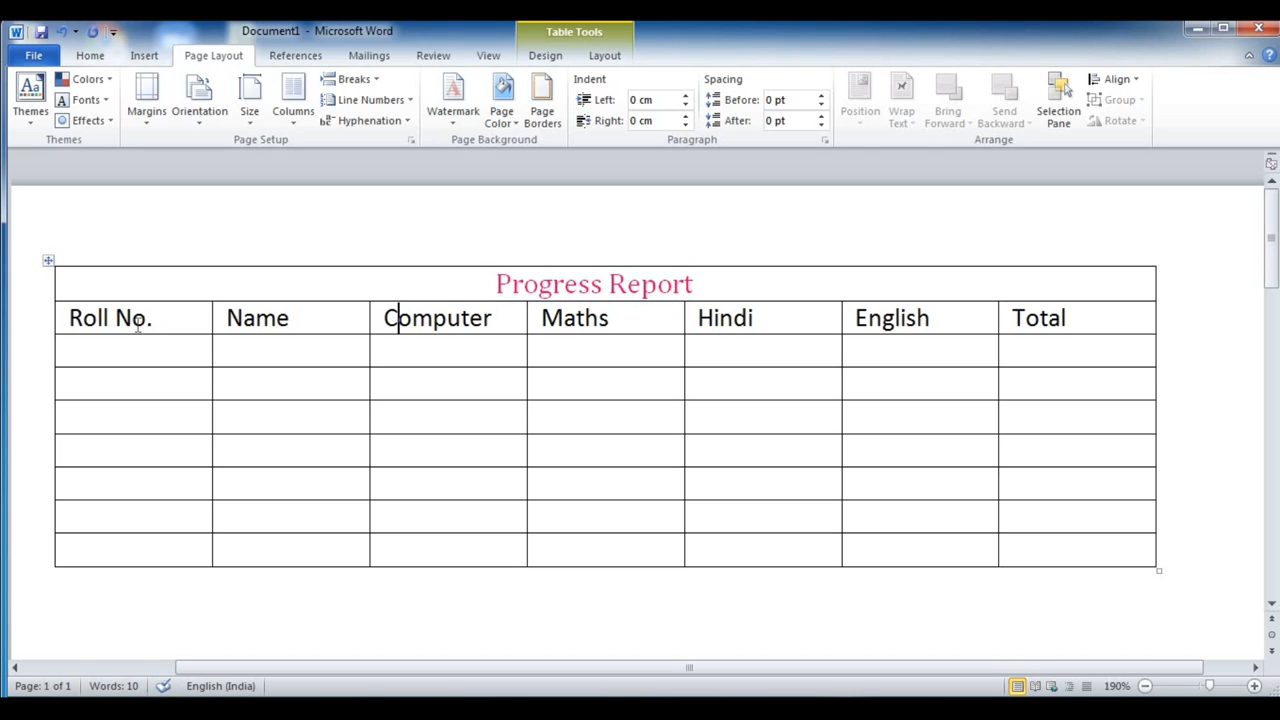 Document1 - Microsoft Word
Table Tools
File Home Insert Page Layout References Mailings Review View Design Layout
Themes
Colors
Fonts
Effects
Themes
Margins
Orientation
Size
Columns
Breaks
Line Numbers
Hyphenation
Page Setup
Watermark
Page Color
Page Borders
Page Background
Indent
Left: 0 cm
Right: 0 cm
Spacing
Before: 0 pt
After: 0 pt
Paragraph
Position
Wrap Text
Bring Forward
Send Backward
Selection Pane
Align
Group
Rotate
Arrange
Progress Report
Roll No. Name Computer Maths Hindi English Total
Page: 1 of 1 Words: 10 English (India) 190%